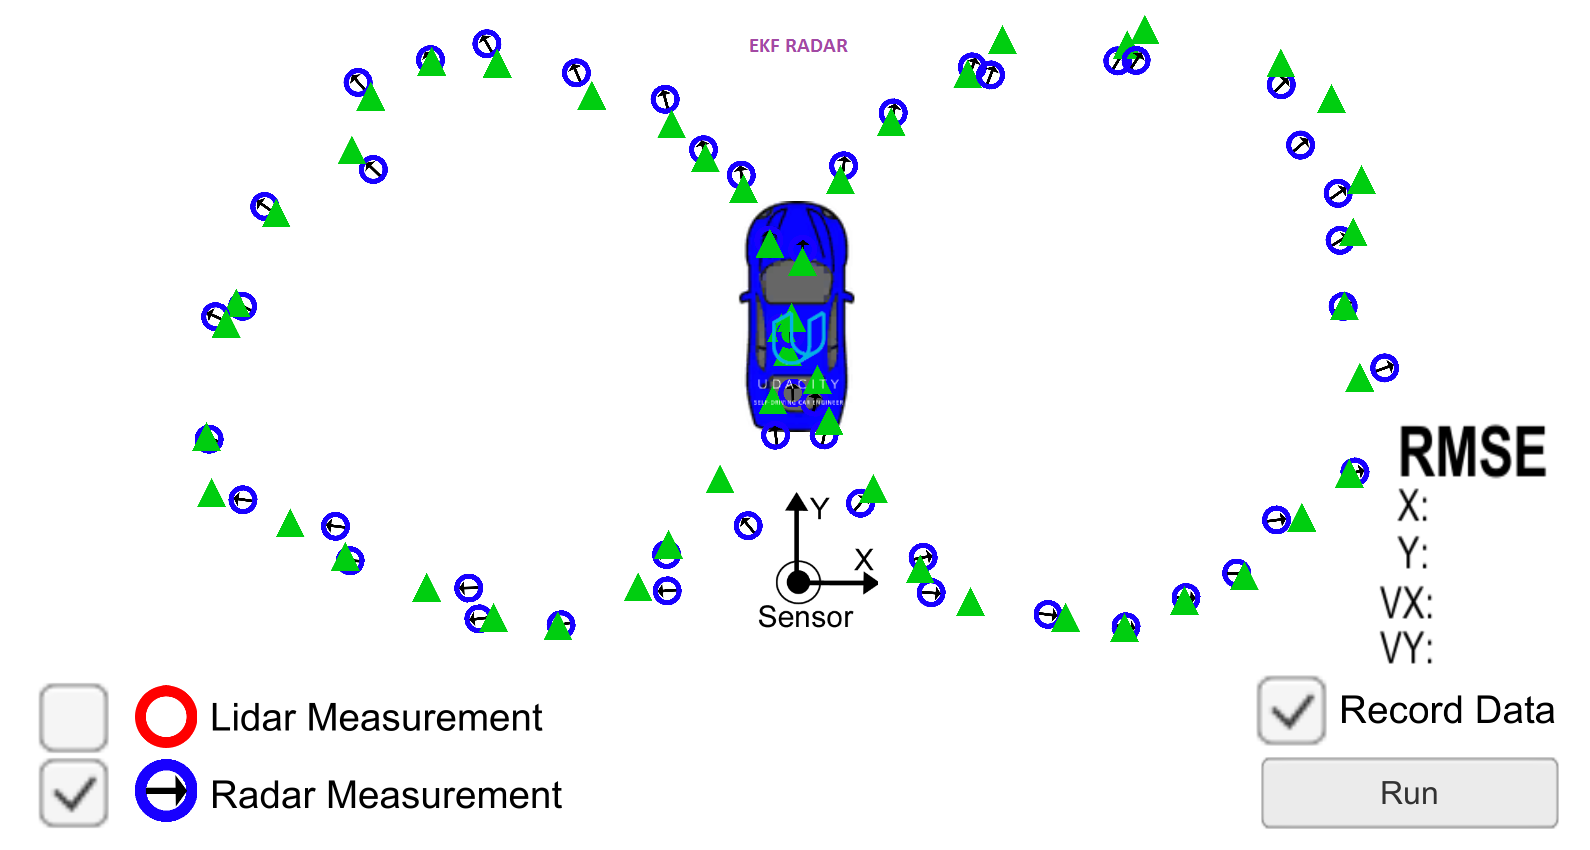 EKF RADAR
UDACITY
SELF-DRIVING CAR ENGINEER
Y
X
Sensor
RMSE
X:
Y:
VX:
VY:
Lidar Measurement
Record Data
Radar Measurement
Run